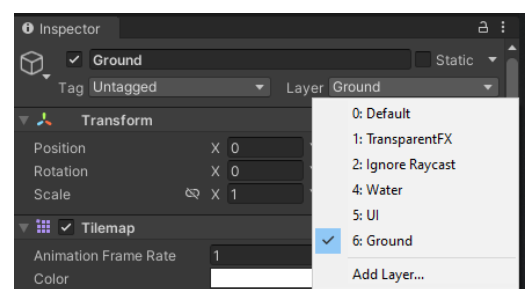 Inspector
Ground
Static
Tag Untagged
Layer Ground
0: Default
1: TransparentFX
2: Ignore Raycast
4: Water
5: UI
6: Ground
Add Layer...
Transform
Position X 0
Rotation X 0
Scale X 1
Tilemap
Animation Frame Rate 1
Color